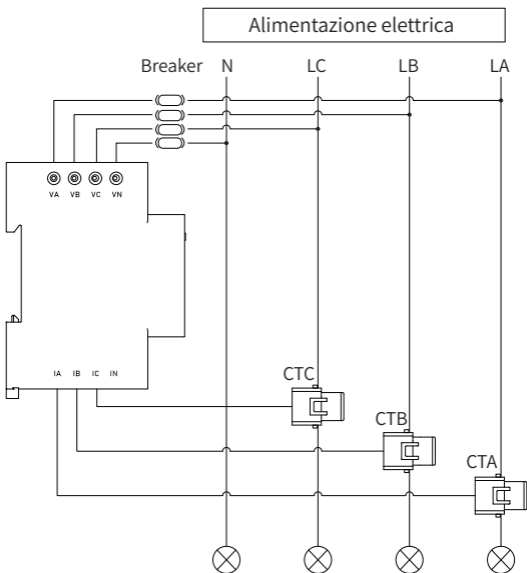 Alimentazione elettrica
Breaker N LC LB LA
VA VB VC VN
IA IB IC IN
CTC
CTB
CTA